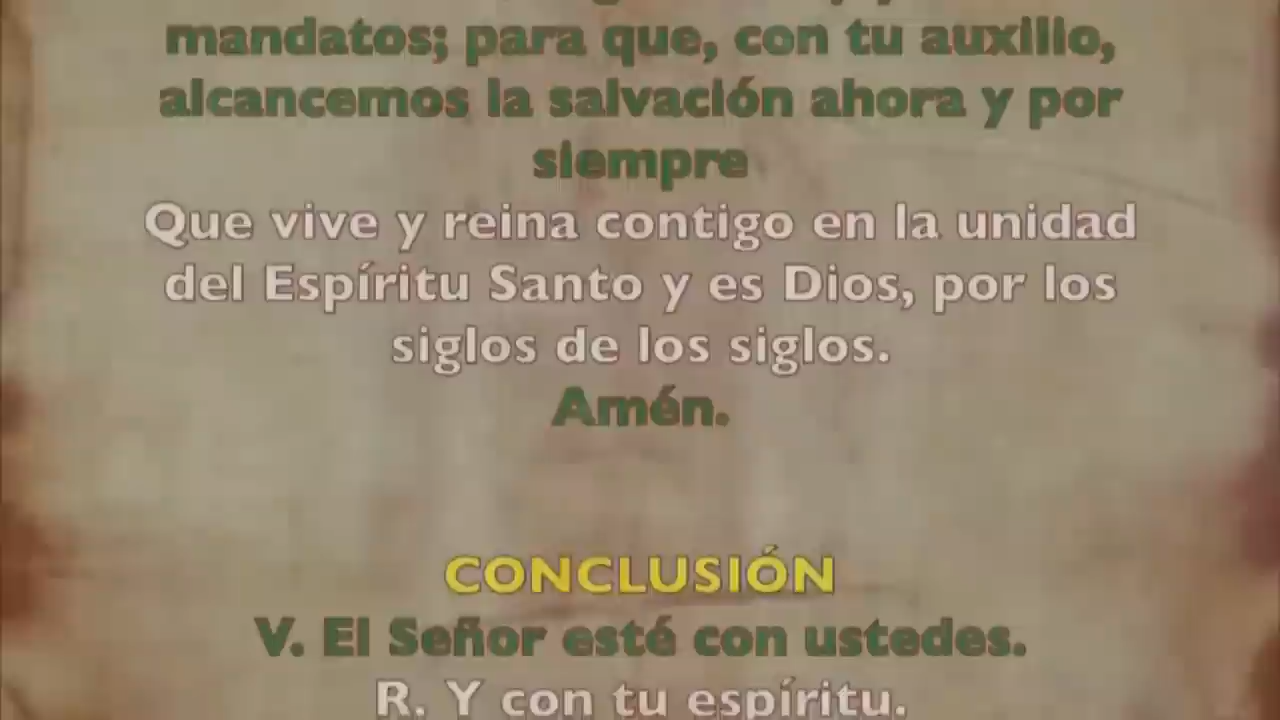 mandatos; para que, con tu auxilio,
alcancemos la salvación ahora y por
siempre
Que vive y reina contigo en la unidad
del Espíritu Santo y es Dios, por los
siglos de los siglos.
Amén.
CONCLUSIÓN
V. El Señor esté con ustedes.
R. Y con tu espíritu.